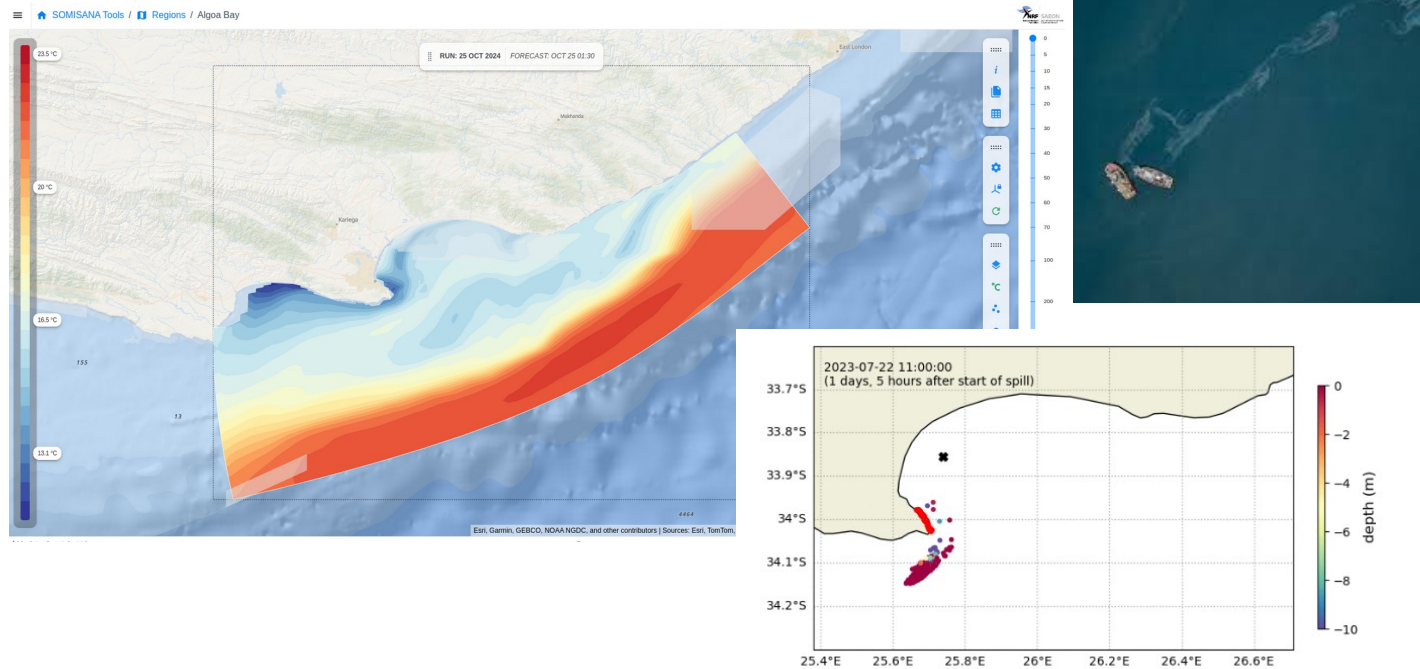 SOMISANA Tools / Regions / Algoa Bay
NRF SAEON
RUN: 25 OCT 2024 FORECAST: OCT 25 01:30
East London
Makhanda
Kariega
23.5 °C
20 °C
16.5 °C
13.1 °C
155
13
4464
i
°C
0
5
10
15
20
30
40
50
60
70
100
200
Esri, Garmin, GEBCO, NOAA NGDC, and other contributors | Sources: Esri, TomTom,
2023-07-22 11:00:00
(1 days, 5 hours after start of spill)
33.7°S
33.8°S
33.9°S
34°S
34.1°S
34.2°S
25.4°E 25.6°E 25.8°E 26°E 26.2°E 26.4°E 26.6°E
0
−2
−4
−6
−8
−10
depth (m)